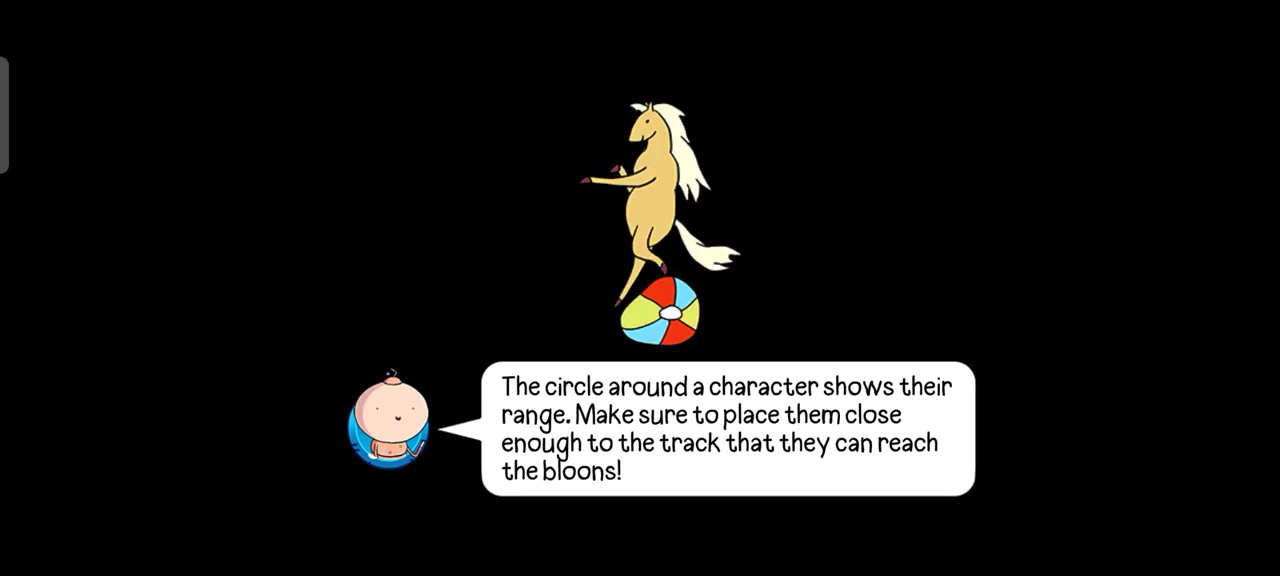 The circle around a character shows their
range. Make sure to place them close
enough to the track that they can reach
the bloons!